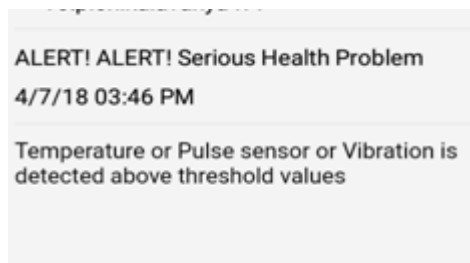 ALERT! ALERT! Serious Health Problem
4/7/18 03:46 PM
Temperature or Pulse sensor or Vibration is
detected above threshold values